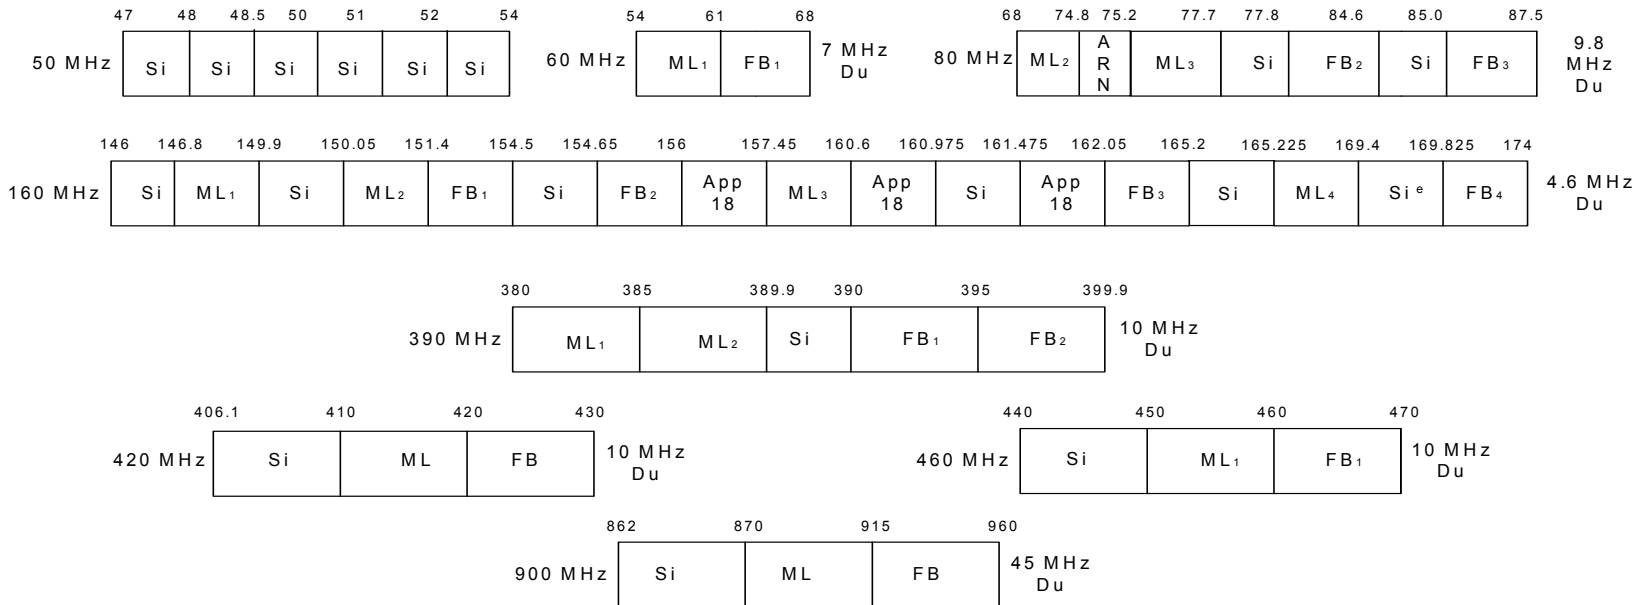 47 48 48.5 50 51 52 54
50 MHz Si Si Si Si Si Si
54 61 68
60 MHz ML1 FB1 7 MHz Du
68 74.8 75.2 77.7 77.8 84.6 85.0 87.5
80 MHz ML2 ARN ML3 Si FB2 Si FB3 9.8 MHz Du
146 146.8 149.9 150.05 151.4 154.5 154.65 156 157.45 160.6 160.975 161.475 162.05 165.2 165.225 169.4 169.825 174
160 MHz Si ML1 Si ML2 FB1 Si FB2 App 18 ML3 App 18 Si App 18 FB3 Si ML4 Si e FB4 4.6 MHz Du
380 385 389.9 390 395 399.9
390 MHz ML1 ML2 Si FB1 FB2 10 MHz Du
406.1 410 420 430
420 MHz Si ML FB 10 MHz Du
440 450 460 470
460 MHz Si ML1 FB1 10 MHz Du
862 870 915 960
900 MHz Si ML FB 45 MHz Du